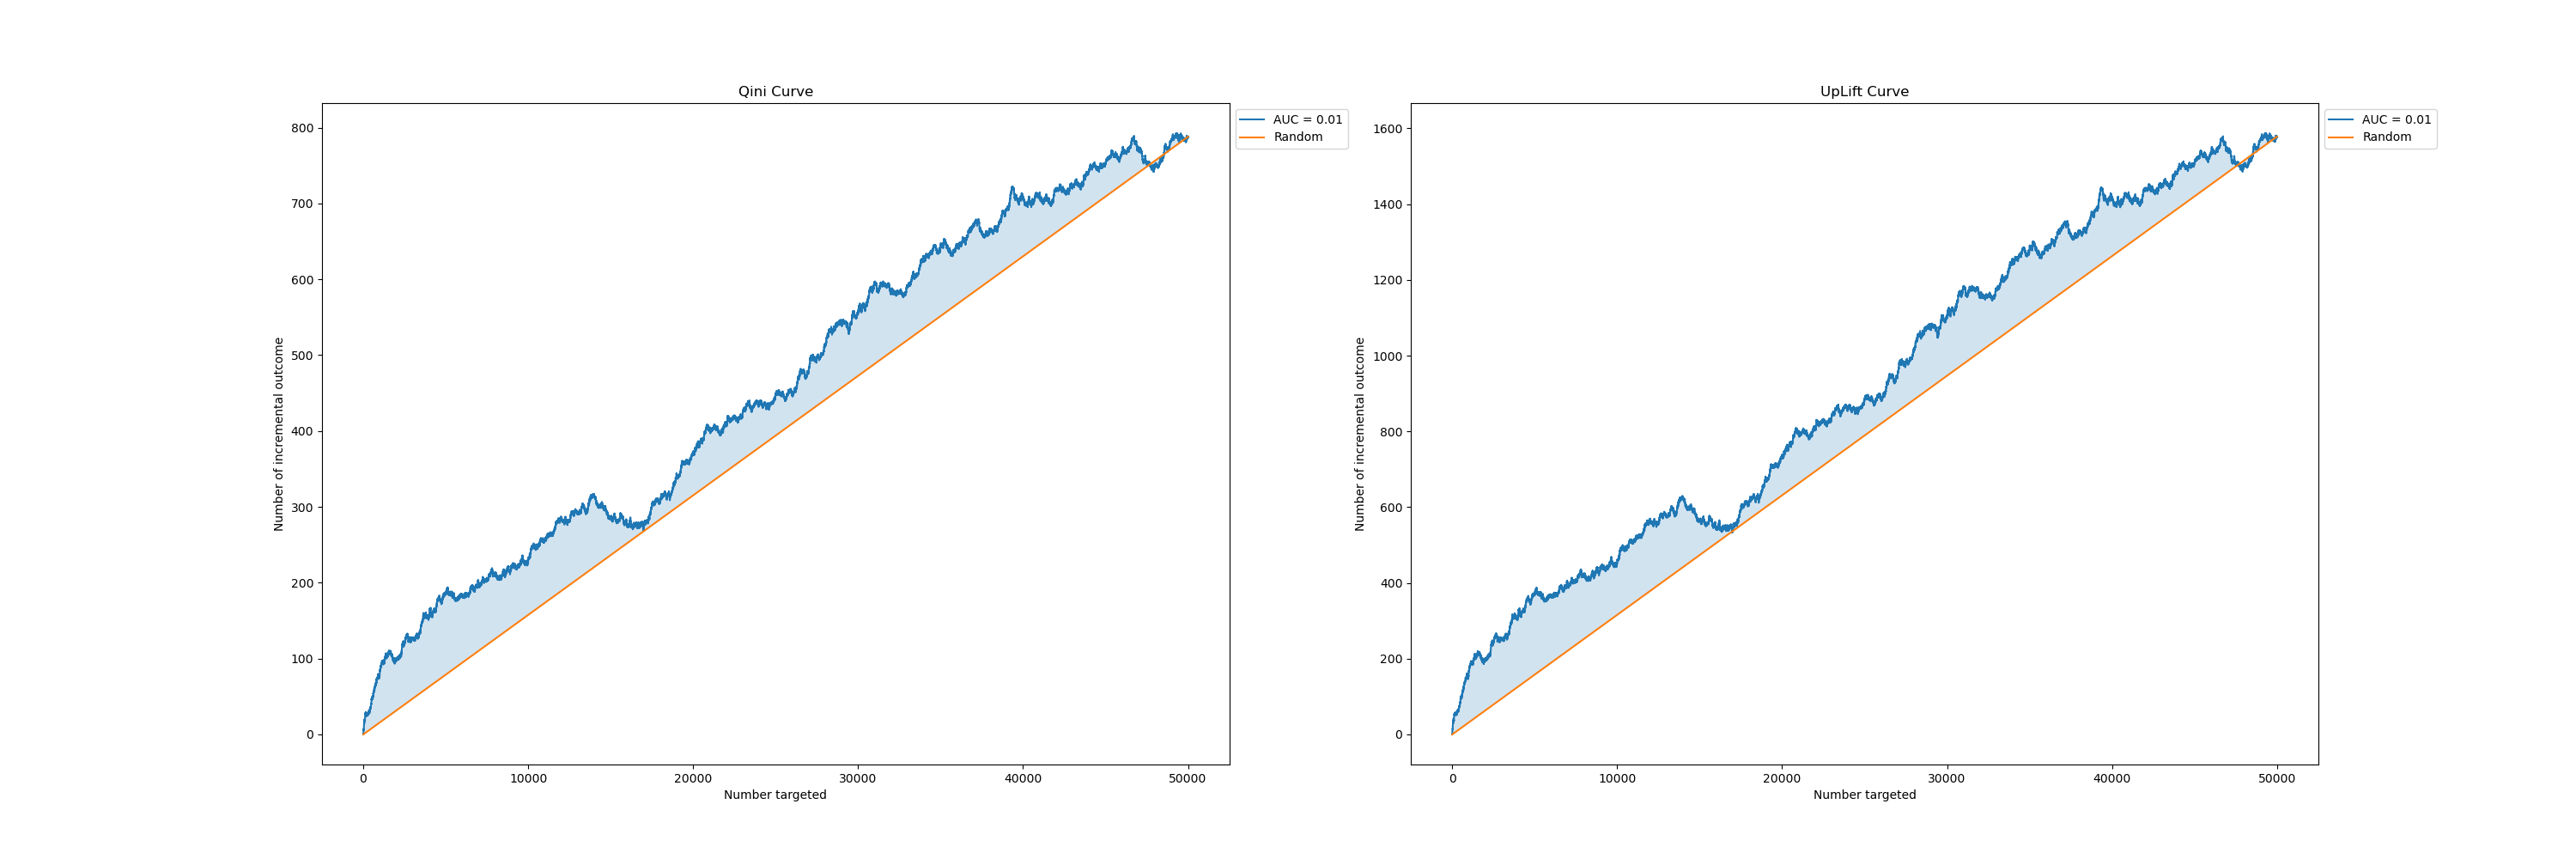 Qini Curve
800
700
600
500
400
300
200
100
0
Number of incremental outcome
0 10000 20000 30000 40000 50000
Number targeted
AUC = 0.01
Random
UpLift Curve
1600
1400
1200
1000
800
600
400
200
0
Number of incremental outcome
0 10000 20000 30000 40000 50000
Number targeted
AUC = 0.01
Random